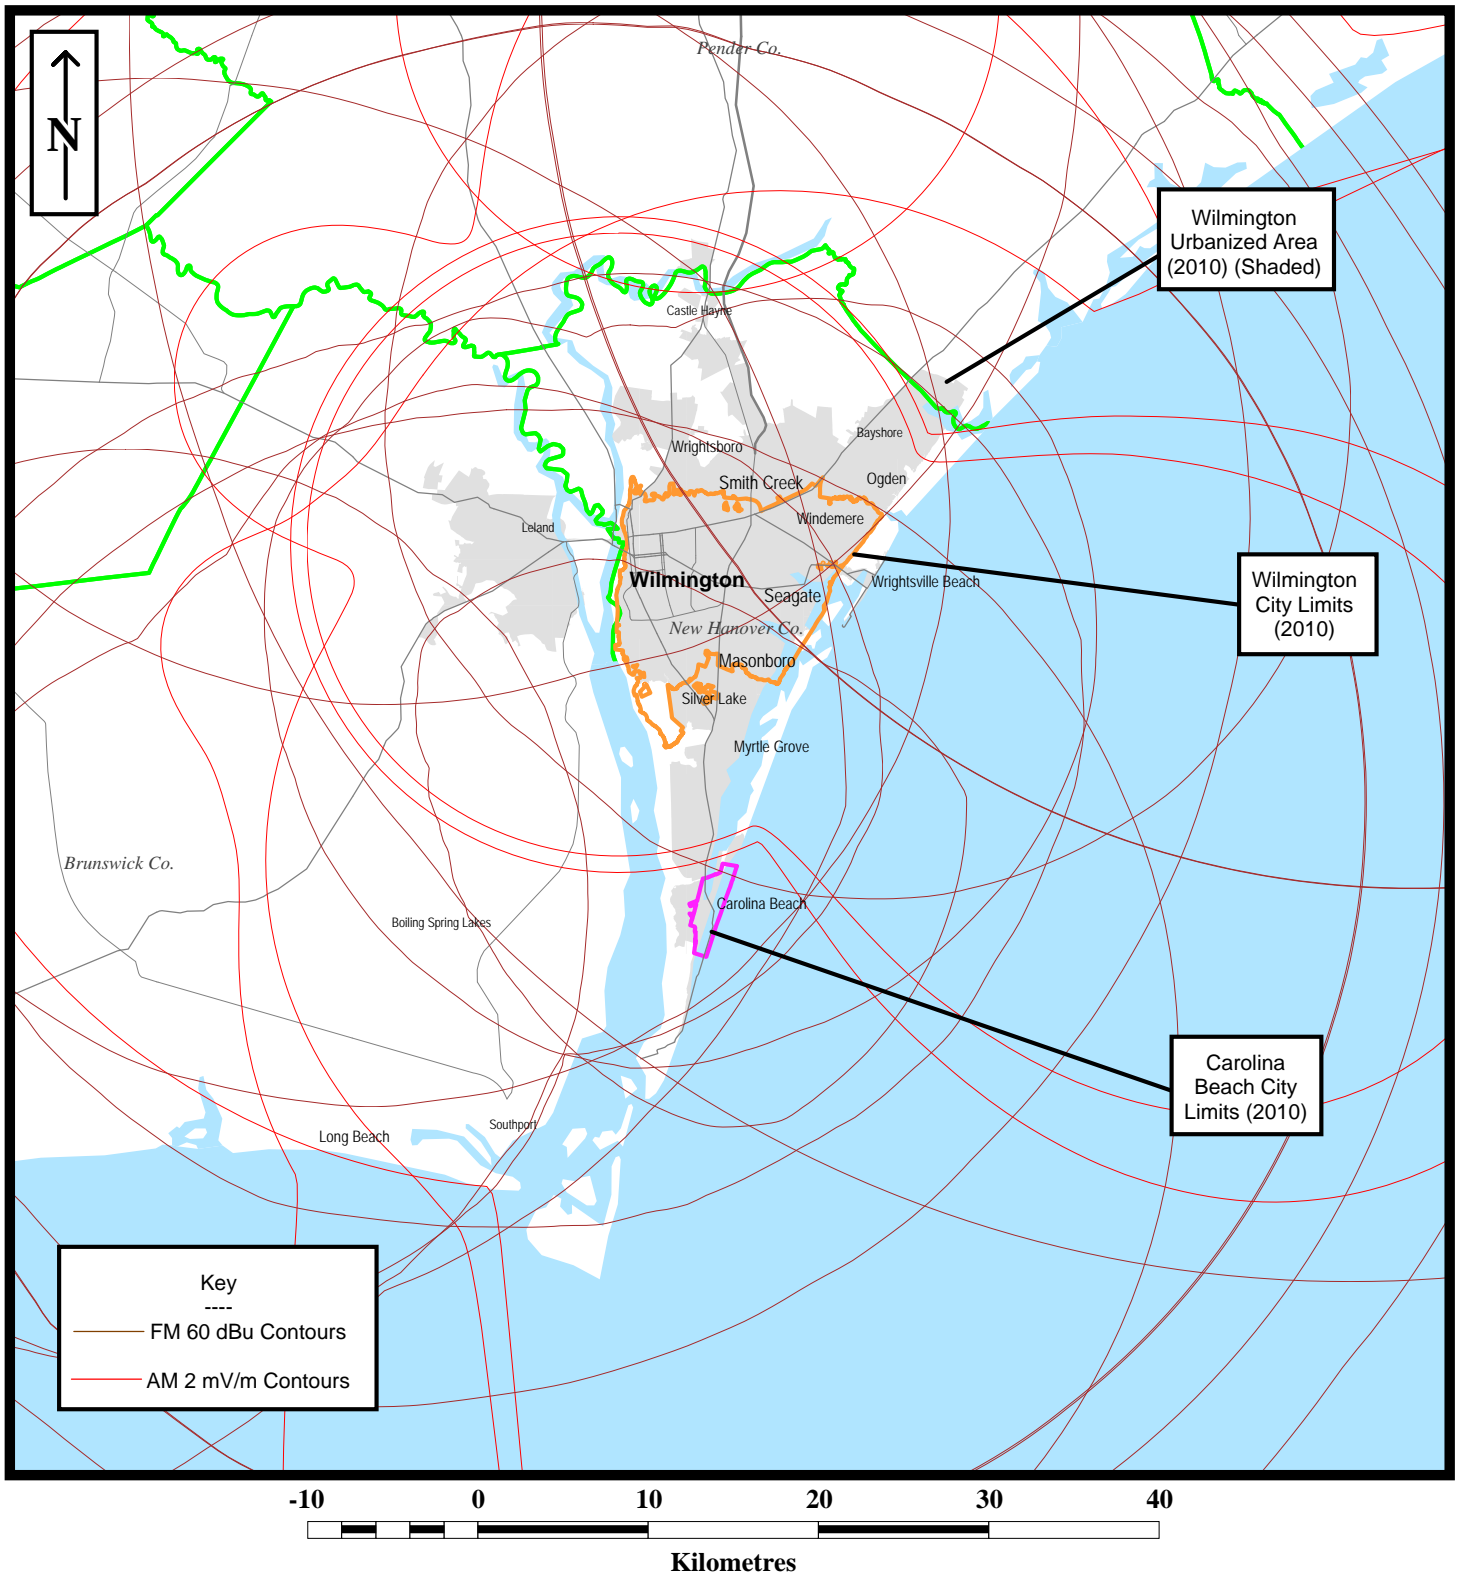 Pender Co.
N
Wilmington
Urbanized Area
(2010) (Shaded)
Castle Hayne
Bayshore
Wrightsboro
Ogden
Smith Creek
Windemere
Leland
Wilmington
Wrightsville Beach
Seagate
Wilmington
City Limits
(2010)
New Hanover Co.
Masonboro
Silver Lake
Myrtle Grove
Brunswick Co.
Carolina Beach
Boiling Spring Lakes
Carolina
Beach City
Limits (2010)
Southport
Long Beach
Key
----
FM 60 dBu Contours
AM 2 mV/m Contours
-10 0 10 20 30 40
Kilometres